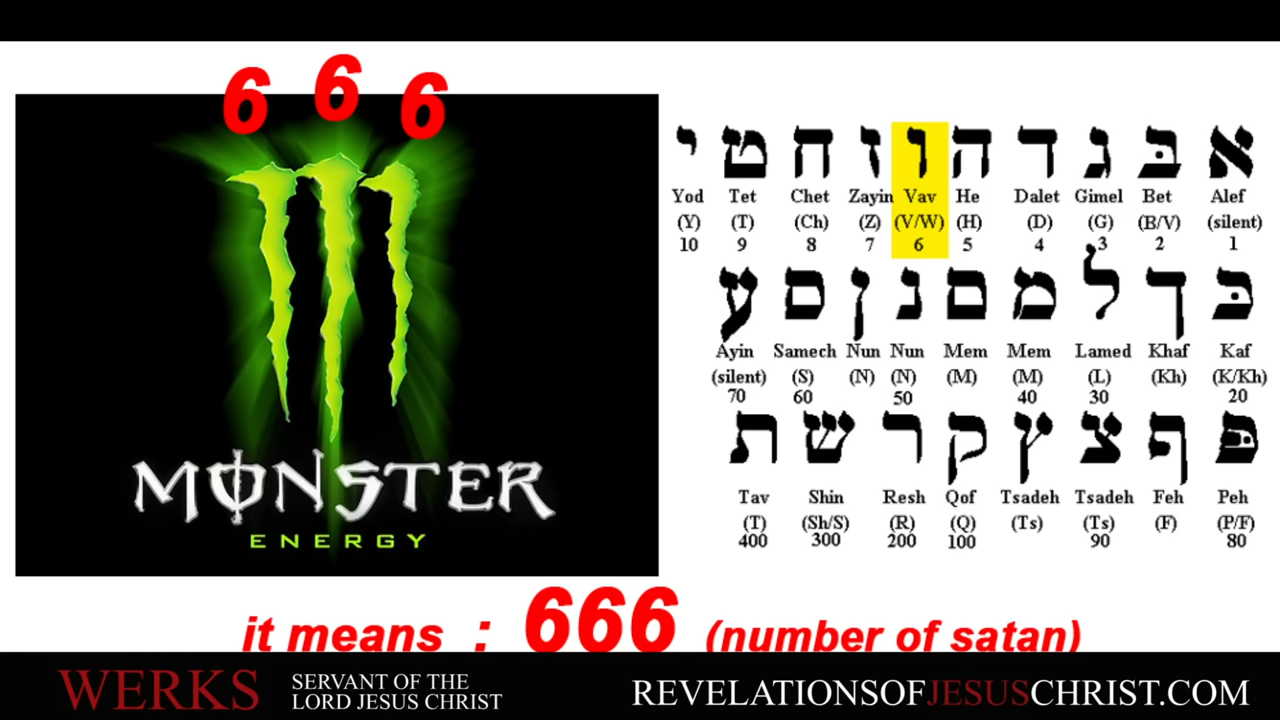 6 6 6
MONSTER
ENERGY
א בּ ג ד ה ו ז ח ט י
Yod Tet Chet Zayin Vav He Dalet Gimel Bet Alef
(Y) (T) (Ch) (Z) (V/W) (H) (D) (G) (B/V) (silent)
10 9 8 7 6 5 4 3 2 1
כּ ך ל מ ם נ ן ס ע
Ayin Samech Nun Nun Mem Mem Lamed Khaf Kaf
(silent) (S) (N) (N) (M) (M) (L) (Kh) (K/Kh)
70 60 50 40 30 20
פּ ף צ ץ ק ר ש ת
Tav Shin Resh Qof Tsadeh Tsadeh Feh Peh
(T) (Sh/S) (R) (Q) (Ts) (Ts) (F) (P/F)
400 300 200 100 90 80
it means : 666 (number of satan)
WERKS
SERVANT OF THE
LORD JESUS CHRIST
REVELATIONSOFJESUSCHRIST.COM